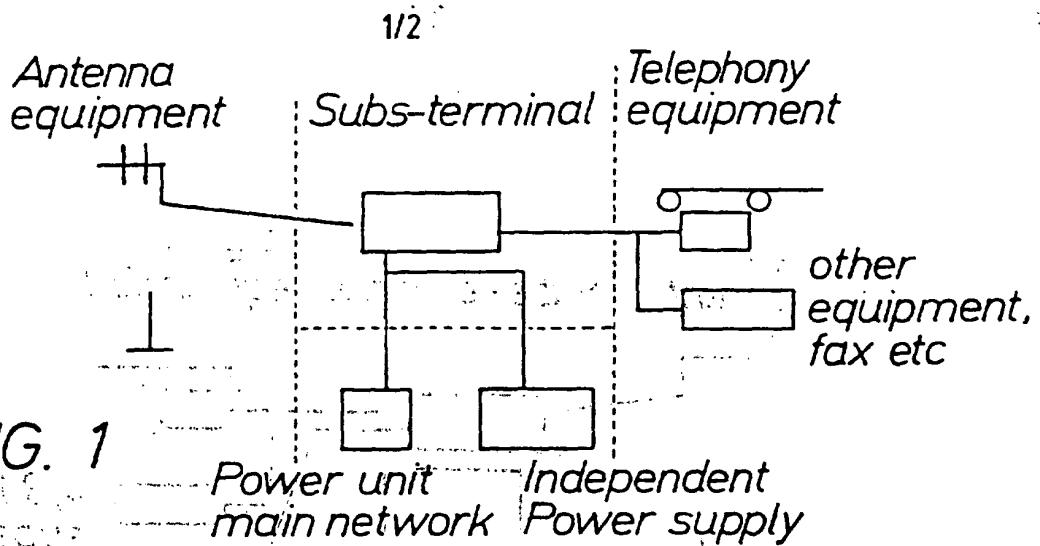 1/2
Antenna
equipment
Subs-terminal
Telephony
equipment
other
equipment,
fax etc
G. 1
Power unit
main network
Independent
Power supply